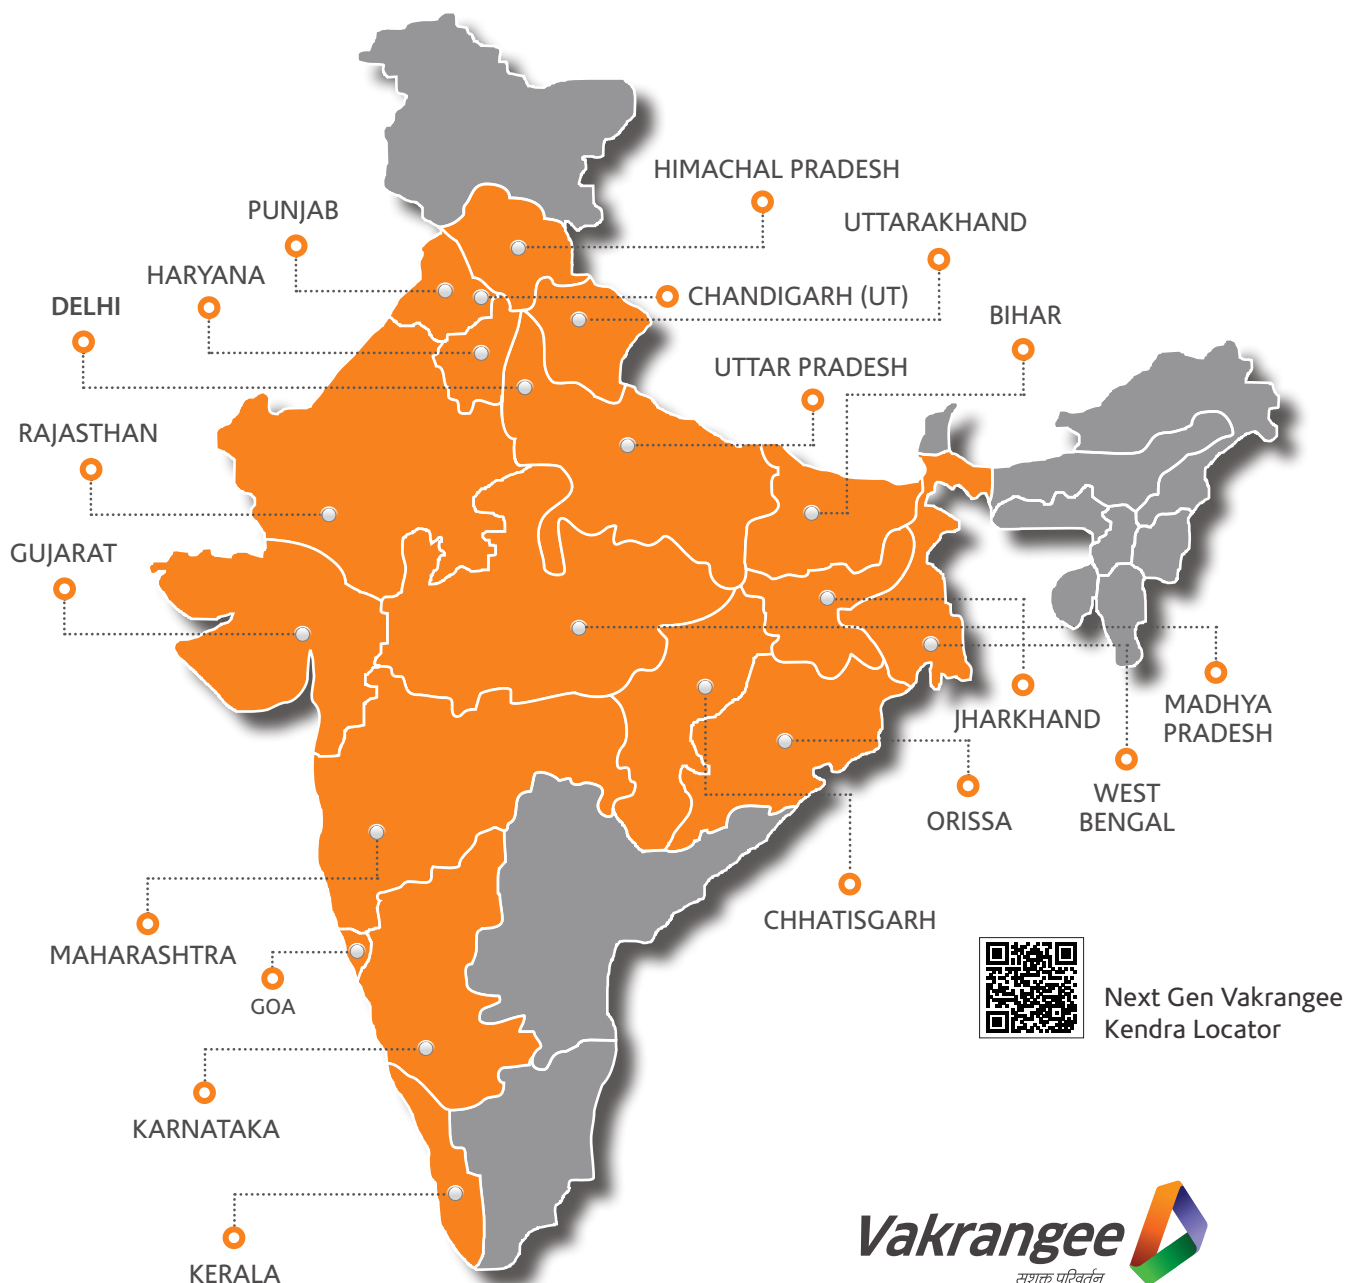 HIMACHAL PRADESH
PUNJAB
UTTARAKHAND
HARYANA
CHANDIGARH (UT)
DELHI
BIHAR
UTTAR PRADESH
RAJASTHAN
GUJARAT
MADHYA
PRADESH
JHARKHAND
WEST
BENGAL
ORISSA
CHHATISGARH
MAHARASHTRA
GOA
Next Gen Vakrangee
Kendra Locator
KARNATAKA
KERALA
Vakrangee
सशक्त परिवर्तन